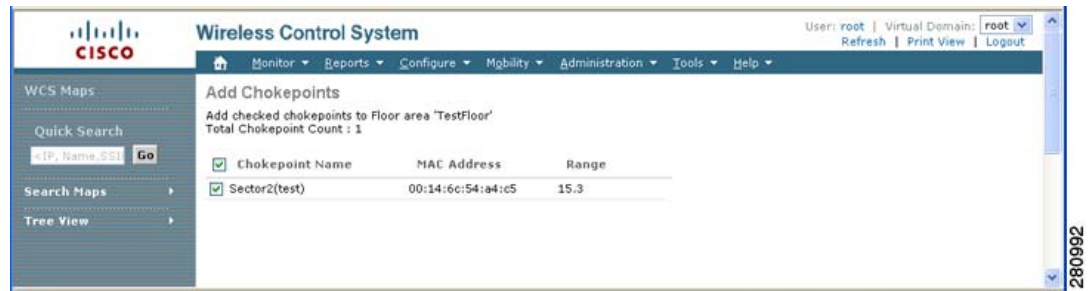 CISCO
Wireless Control System
User: root | Virtual Domain: root
Refresh | Print View | Logout
Monitor Reports Configure Mobility Administration Tools Help
WCS Maps
Quick Search
<IP, Name,SSI Go
Search Maps
Tree View
Add Chokepoints
Add checked chokepoints to Floor area 'TestFloor'
Total Chokepoint Count : 1
Chokepoint Name MAC Address Range
Sector2(test) 00:14:6c:54:a4:c5 15.3
280992